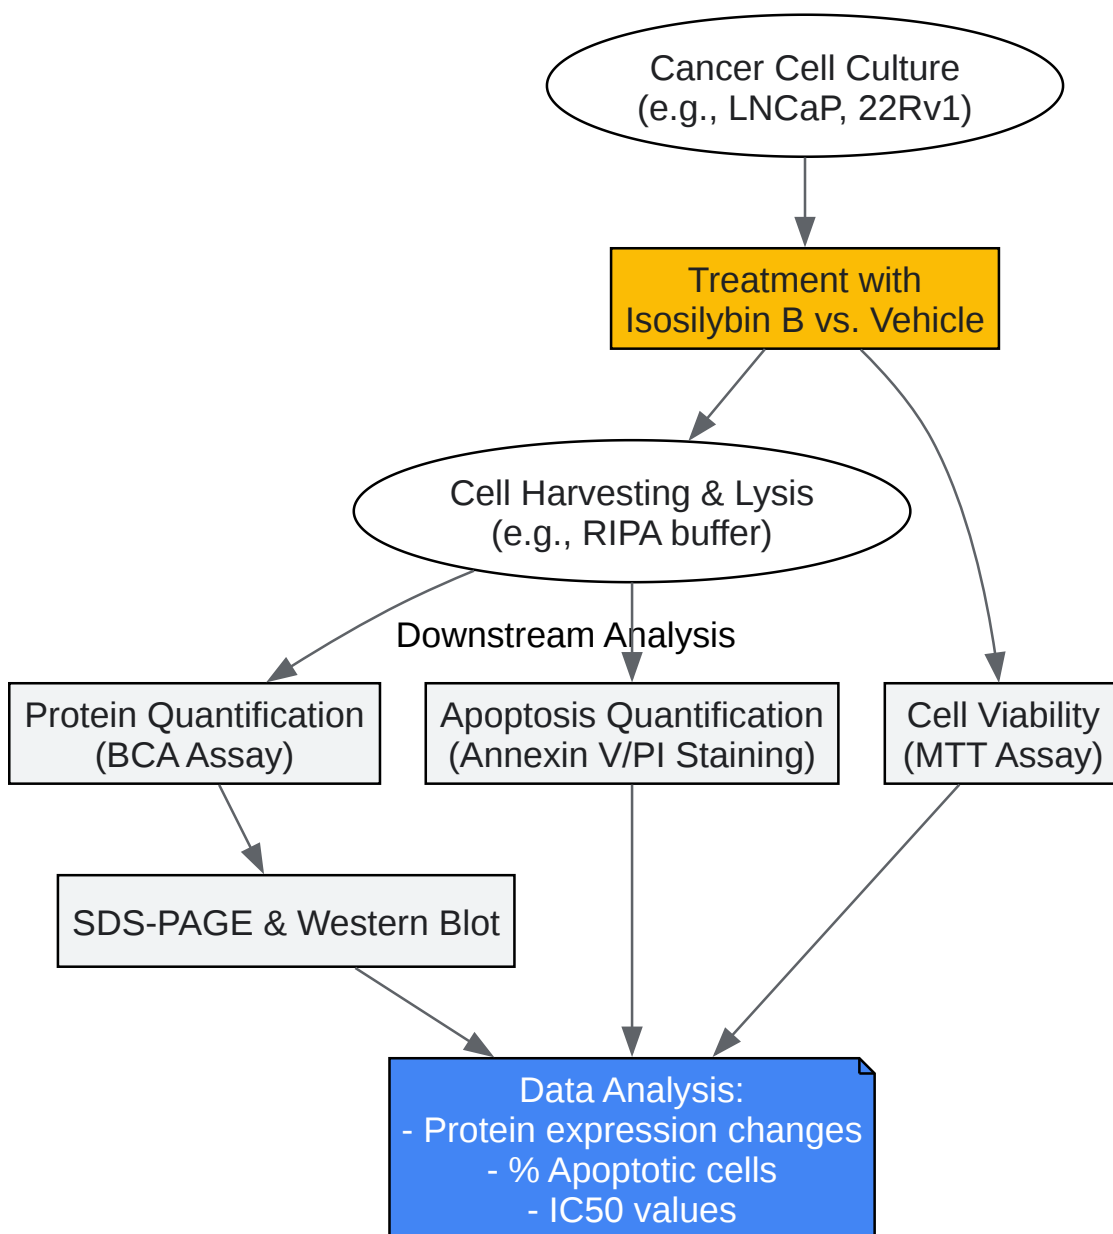 Cancer Cell Culture
(e.g., LNCaP, 22Rv1)
Treatment with
Isosilybin B vs. Vehicle
Cell Harvesting & Lysis
(e.g., RIPA buffer)
Downstream Analysis
Protein Quantification
(BCA Assay)
Apoptosis Quantification
(Annexin V/PI Staining)
Cell Viability
(MTT Assay)
SDS-PAGE & Western Blot
Data Analysis:
- Protein expression changes
- % Apoptotic cells
- IC50 values